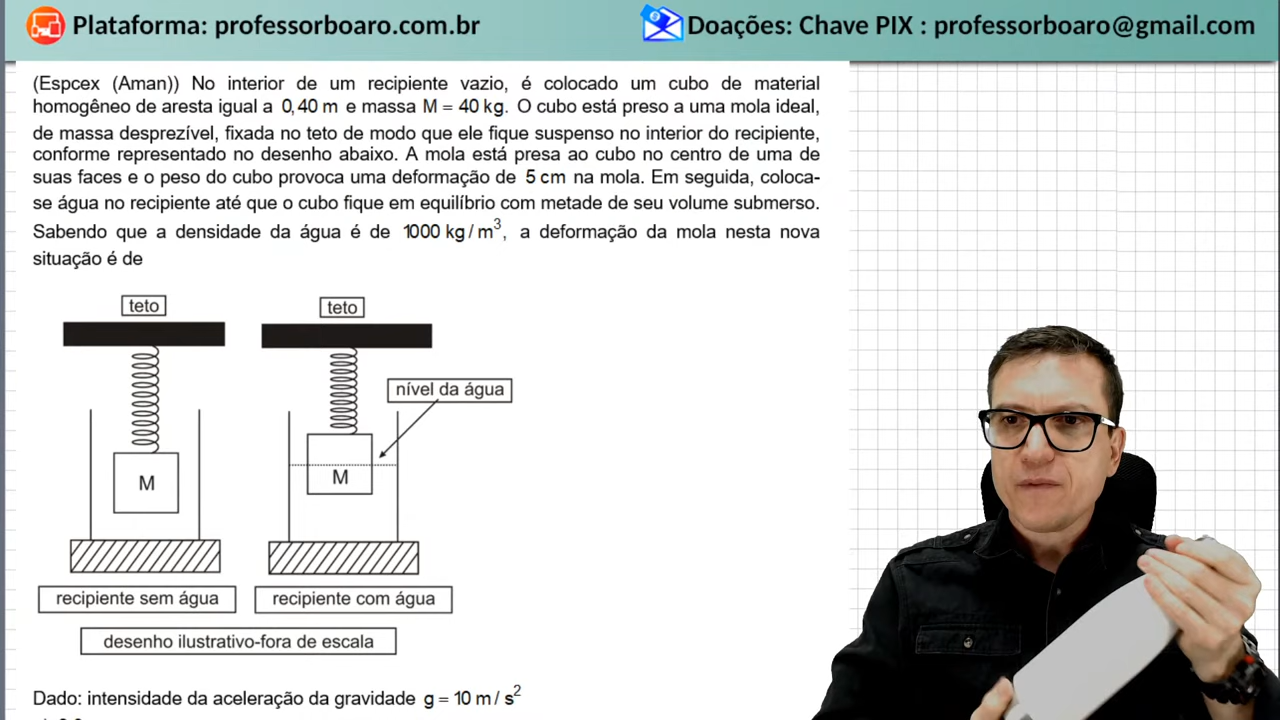 Plataforma: professorboaro.com.br
Doações: Chave PIX : professorboaro@gmail.com
(Espcex (Aman)) No interior de um recipiente vazio, é colocado um cubo de material
homogêneo de aresta igual a 0,40 m e massa M = 40 kg. O cubo está preso a uma mola ideal,
de massa desprezível, fixada no teto de modo que ele fique suspenso no interior do recipiente,
conforme representado no desenho abaixo. A mola está presa ao cubo no centro de uma de
suas faces e o peso do cubo provoca uma deformação de 5 cm na mola. Em seguida, coloca-
se água no recipiente até que o cubo fique em equilíbrio com metade de seu volume submerso.
Sabendo que a densidade da água é de 1000 kg/m³, a deformação da mola nesta nova
situação é de
teto
teto
nível da água
M
M
recipiente sem água
recipiente com água
desenho ilustrativo-fora de escala
Dado: intensidade da aceleração da gravidade g = 10 m/s²